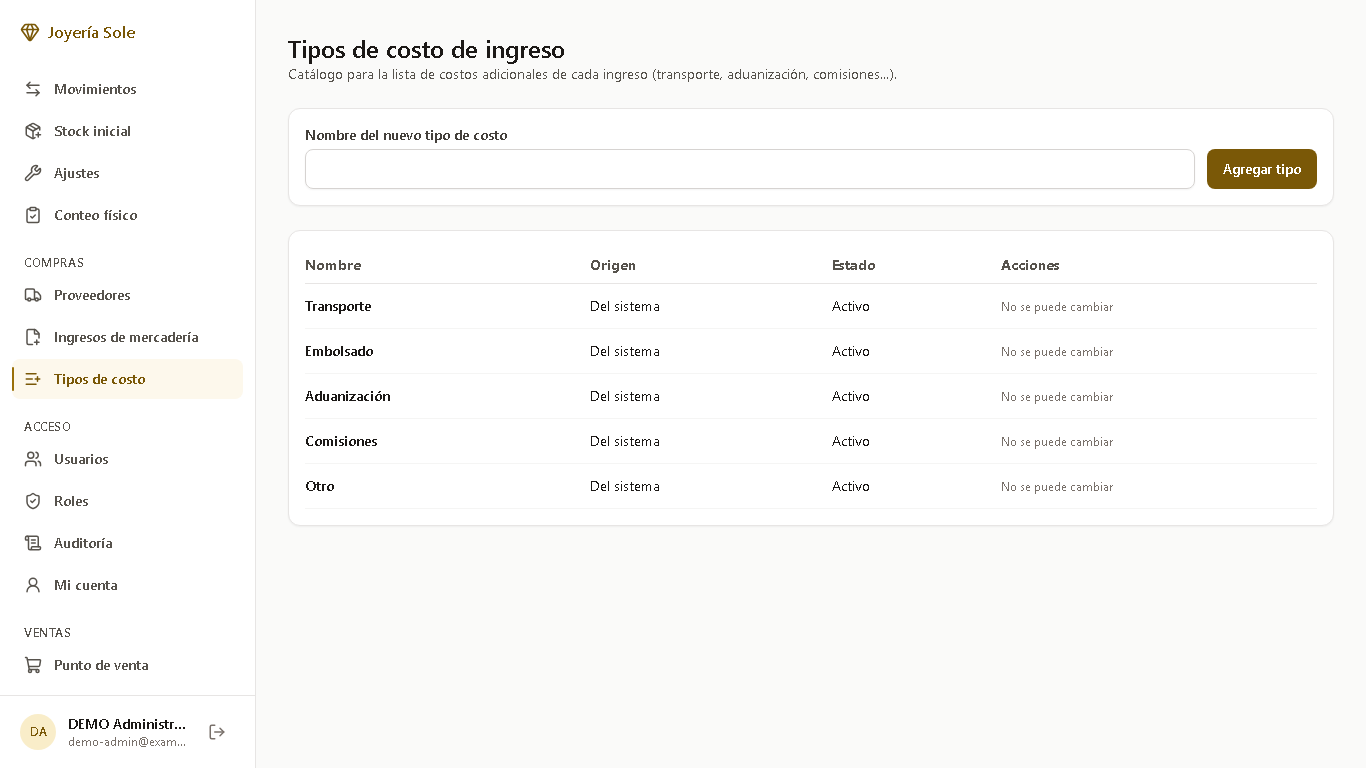 Joyería Sole
Movimientos
Stock inicial
Ajustes
Conteo físico
COMPRAS
Proveedores
Ingresos de mercadería
Tipos de costo
ACCESO
Usuarios
Roles
Auditoría
Mi cuenta
VENTAS
Punto de venta
DA
DEMO Administr...
demo-admin@exam...
Tipos de costo de ingreso
Catálogo para la lista de costos adicionales de cada ingreso (transporte, aduanización, comisiones...).
Nombre del nuevo tipo de costo
Agregar tipo
Nombre Origen Estado Acciones
Transporte Del sistema Activo No se puede cambiar
Embolsado Del sistema Activo No se puede cambiar
Aduanización Del sistema Activo No se puede cambiar
Comisiones Del sistema Activo No se puede cambiar
Otro Del sistema Activo No se puede cambiar